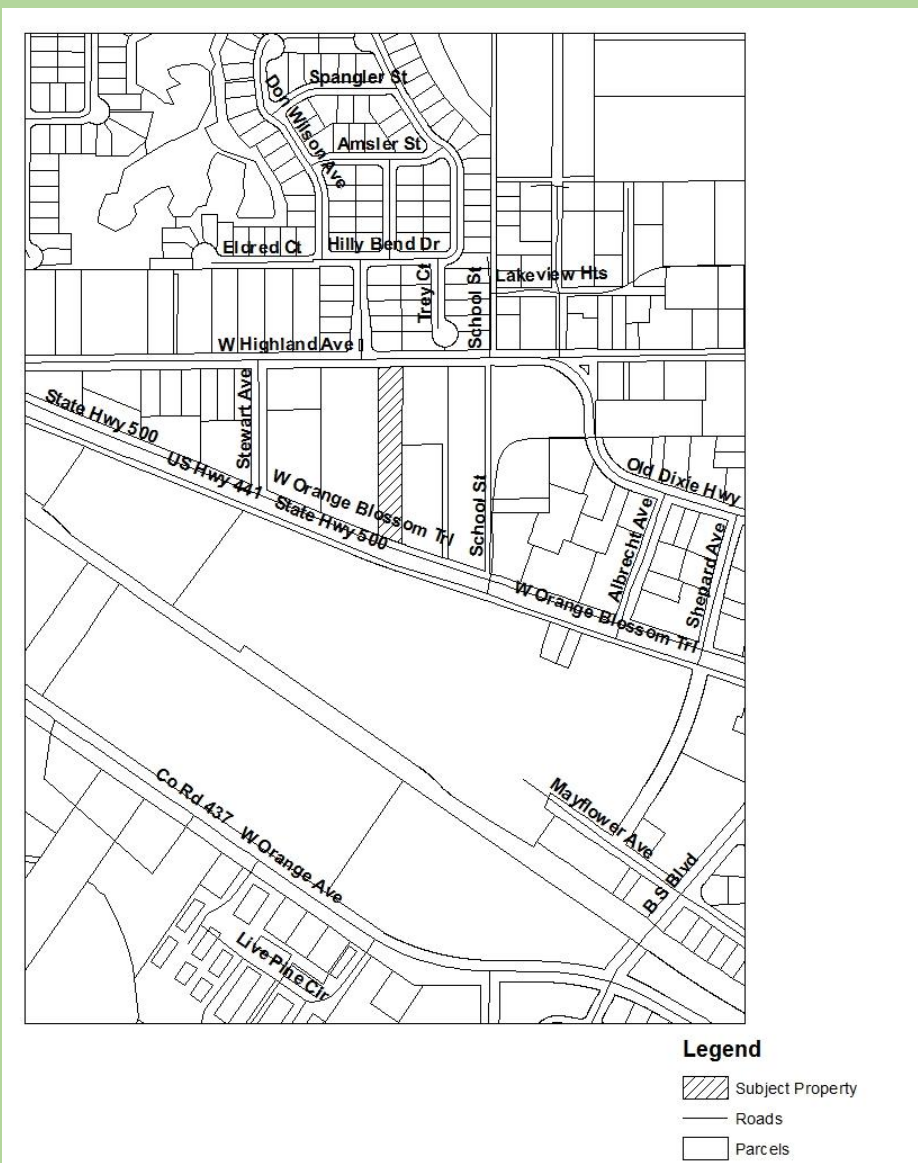 Spangler St
Don Wilson Ave
Amsler St
Eldred Ct
Hilly Bend Dr
Trey Ct
School St
Lakeview Hts
W Highland Ave
State Hwy 500
Stewart Ave
US Hwy 441
W Orange Blossom Trl
State Hwy 500
School St
Old Dixie Hwy
Albrecht Ave
Shepard Ave
W Orange Blossom Trl
Mayflower Ave
Co Rd 437
W Orange Ave
B S Blvd
Live Pine Cir
Legend
Subject Property
Roads
Parcels